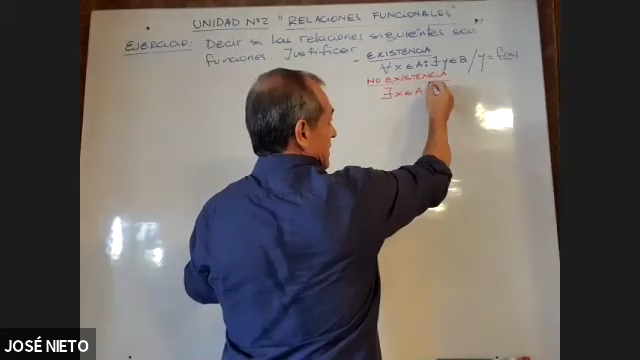 UNIDAD Nº2 "RELACIONES FUNCIONALES"
EJERCICIO: Decir si las relaciones siguientes son
funciones. Justificar
- EXISTENCIA
∀ x ∈ A: ∃ y ∈ B / y = f(x)
NO EXISTENCIA
∃ x ∈ A
JOSÉ NIETO